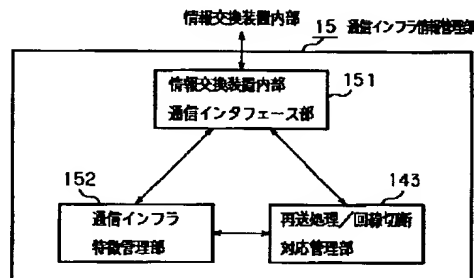 情報交換装置内部
15 通信インフラ情報管理部
情報交換装置内部
通信インタフェース部
151
152
通信インフラ
特徴管理部
143
再送処理/回線切断
対応管理部